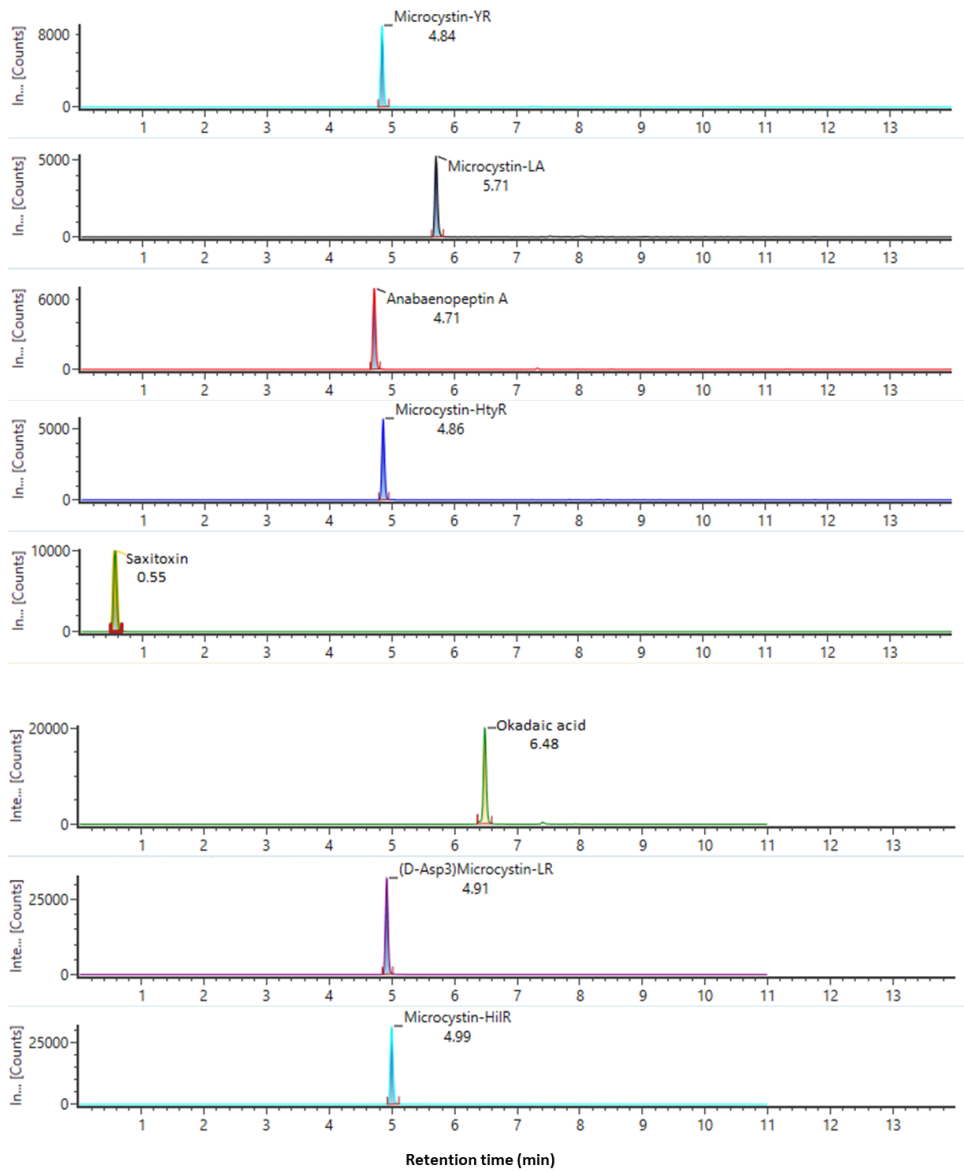 In... [Counts]
8000
0
Microcystin-YR
4.84
1 2 3 4 5 6 7 8 9 10 11 12 13
In... [Counts]
5000
0
Microcystin-LA
5.71
1 2 3 4 5 6 7 8 9 10 11 12 13
In... [Counts]
6000
0
Anabaenopeptin A
4.71
1 2 3 4 5 6 7 8 9 10 11 12 13
In... [Counts]
5000
0
Microcystin-HtyR
4.86
1 2 3 4 5 6 7 8 9 10 11 12 13
In... [Counts]
10000
0
Saxitoxin
0.55
1 2 3 4 5 6 7 8 9 10 11 12 13
Inte... [Counts]
20000
0
Okadaic acid
6.48
1 2 3 4 5 6 7 8 9 10 11 12 13
Inte... [Counts]
25000
0
(D-Asp3)Microcystin-LR
4.91
1 2 3 4 5 6 7 8 9 10 11 12 13
In... [Counts]
25000
0
Microcystin-HilR
4.99
1 2 3 4 5 6 7 8 9 10 11 12 13
Retention time (min)